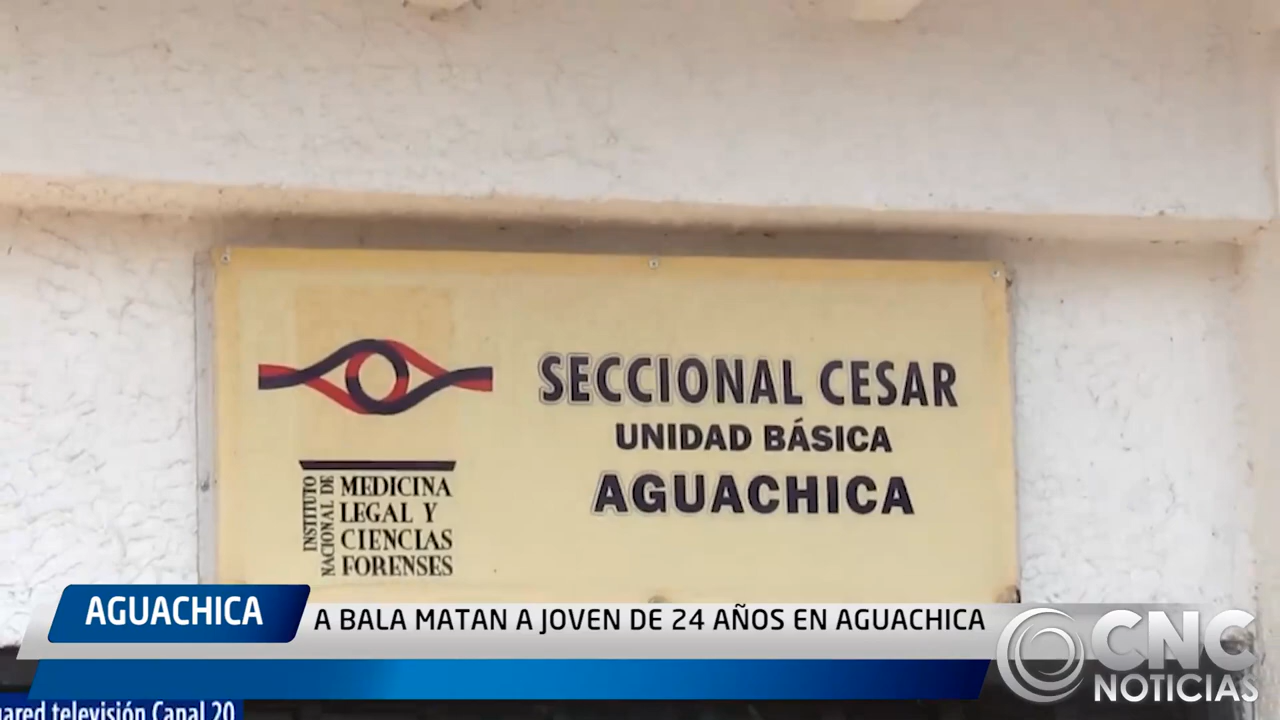 SECCIONAL CESAR
UNIDAD BÁSICA
AGUACHICA
INSTITUTO
NACIONAL DE
MEDICINA
LEGAL Y
CIENCIAS
FORENSES
AGUACHICA
A BALA MATAN A JOVEN DE 24 AÑOS EN AGUACHICA
CNC
NOTICIAS
televisión Canal 20